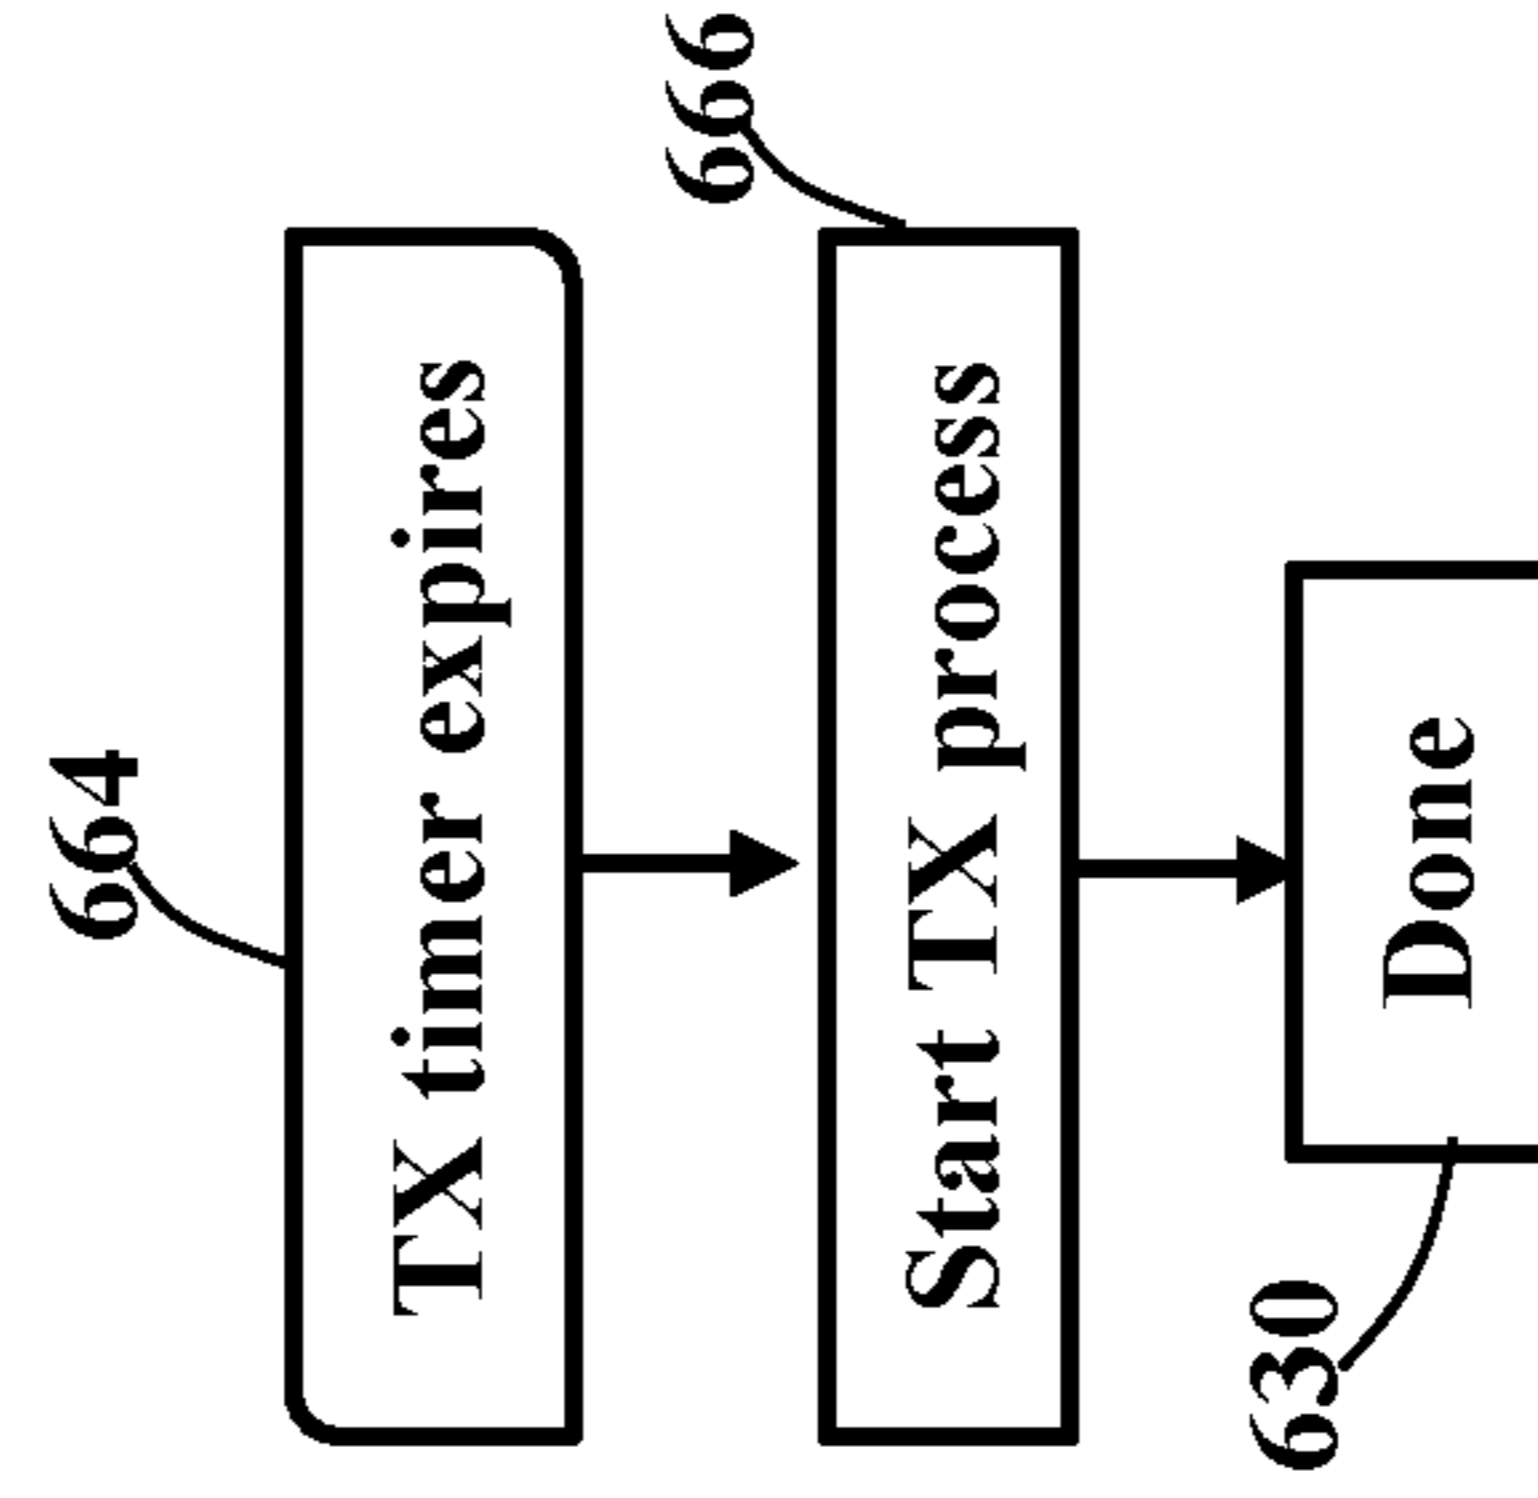 664
TX timer expires
666
Start TX process
630
Done